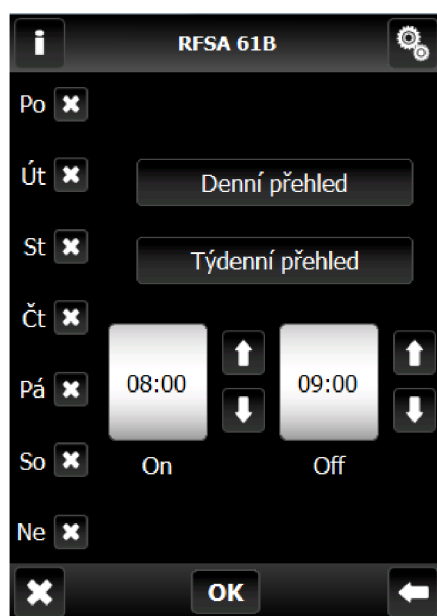 i RFSA 61B
Po
Út
Denní přehled
St
Týdenní přehled
Čt
Pá
08:00 09:00
So
On Off
Ne
OK